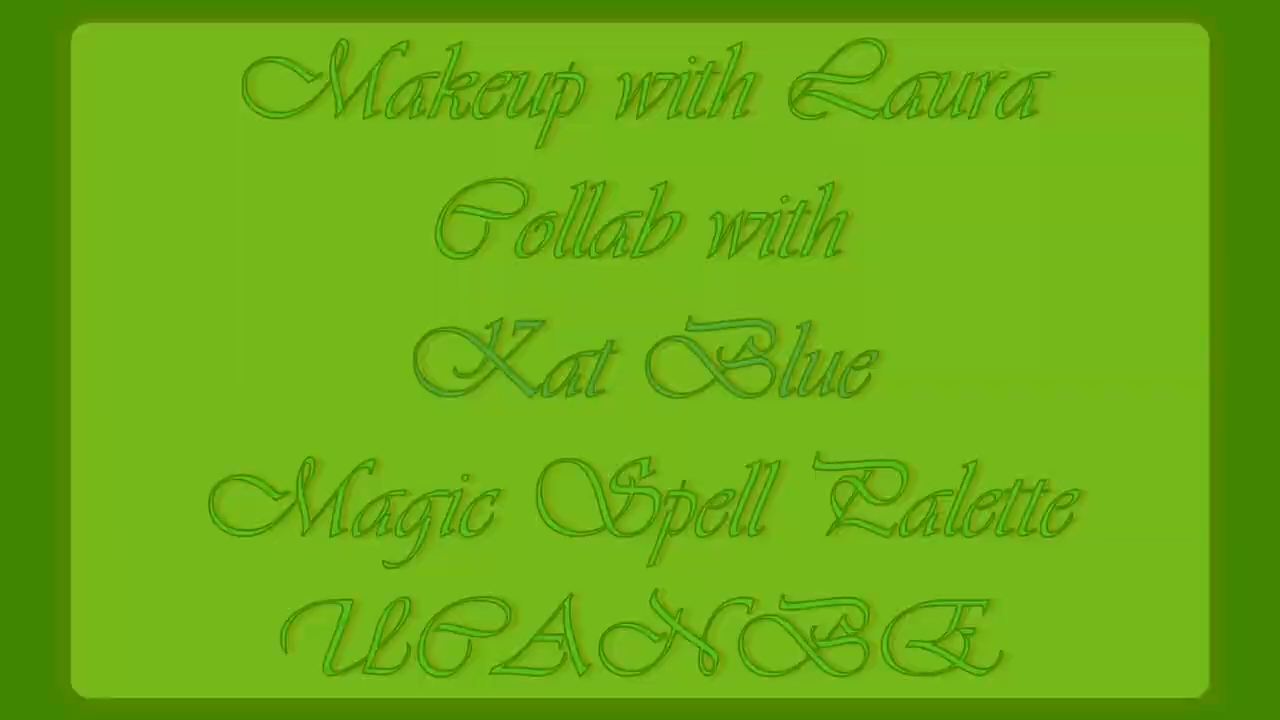 Makeup with Laura
Collab with
Kat Blue
Magic Spell Palette
UCANBE